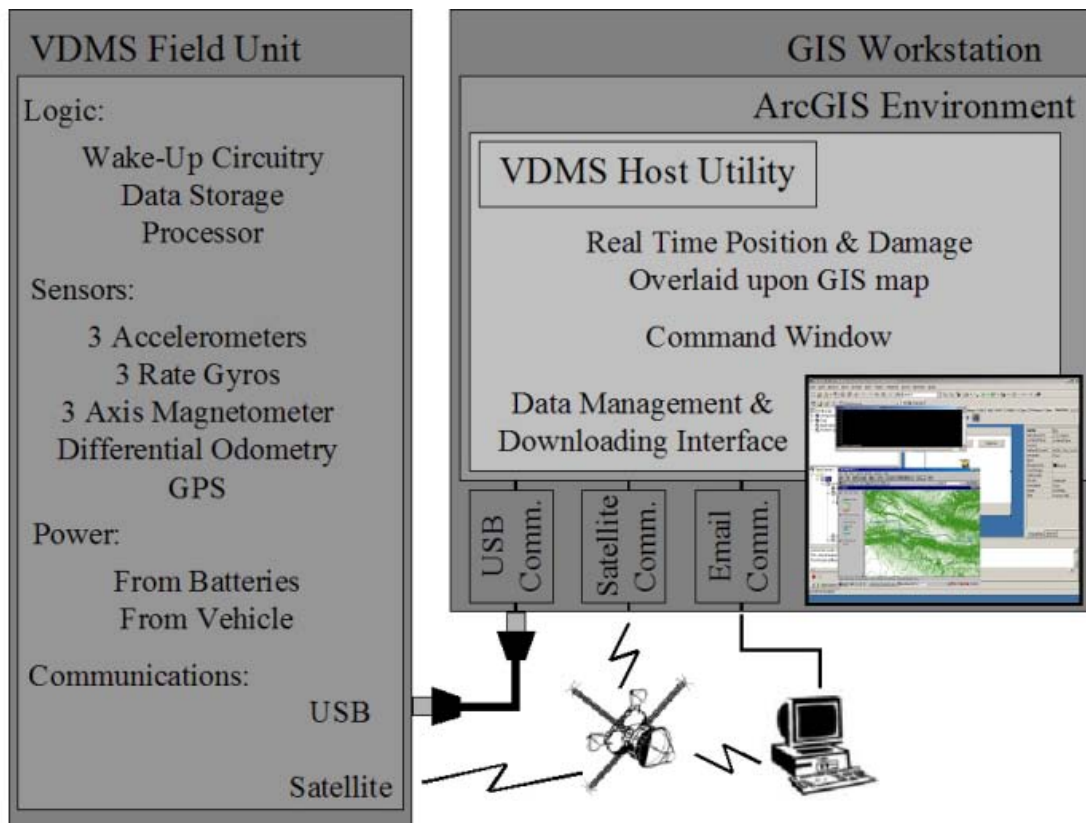 VDMS Field Unit
Logic:
Wake-Up Circuitry
Data Storage
Processor
Sensors:
3 Accelerometers
3 Rate Gyros
3 Axis Magnetometer
Differential Odometry
GPS
Power:
From Batteries
From Vehicle
Communications:
USB
Satellite
GIS Workstation
ArcGIS Environment
VDMS Host Utility
Real Time Position & Damage
Overlaid upon GIS map
Command Window
Data Management &
Downloading Interface
USB
Comm.
Satellite
Comm.
Email
Comm.